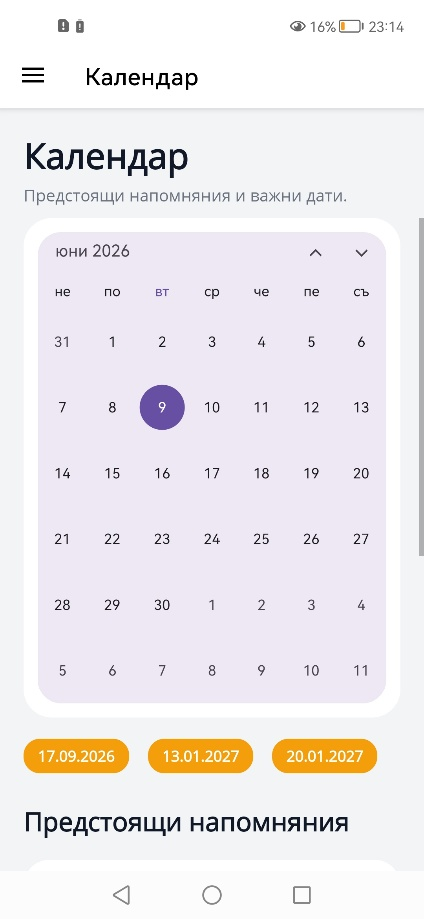 16% 23:14
Календар
Календар
Предстоящи напомняния и важни дати.
юни 2026
не по вт ср че пе съ
31 1 2 3 4 5 6
7 8 9 10 11 12 13
14 15 16 17 18 19 20
21 22 23 24 25 26 27
28 29 30 1 2 3 4
5 6 7 8 9 10 11
17.09.2026 13.01.2027 20.01.2027
Предстоящи напомняния